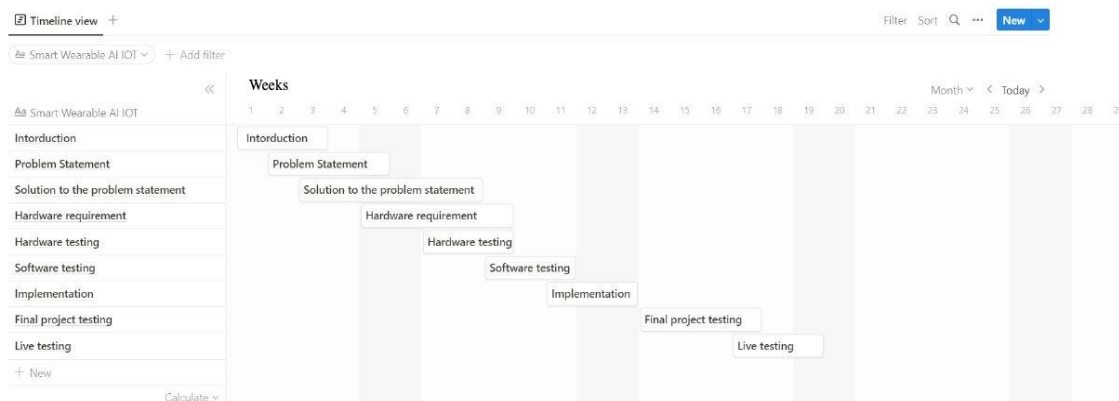 Timeline view
Filter Sort New
Aa Smart Wearable AI IOT
Add filter
Weeks
Month Today
Aa Smart Wearable AI IOT
1 2 3 4 5 6 7 8 9 10 11 12 13 14 15 16 17 18 19 20 21 22 23 24 25 26 27 28
Intorduction Intorduction
Problem Statement Problem Statement
Solution to the problem statement Solution to the problem statement
Hardware requirement Hardware requirement
Hardware testing Hardware testing
Software testing Software testing
Implementation Implementation
Final project testing Final project testing
Live testing Live testing
New
Calculate